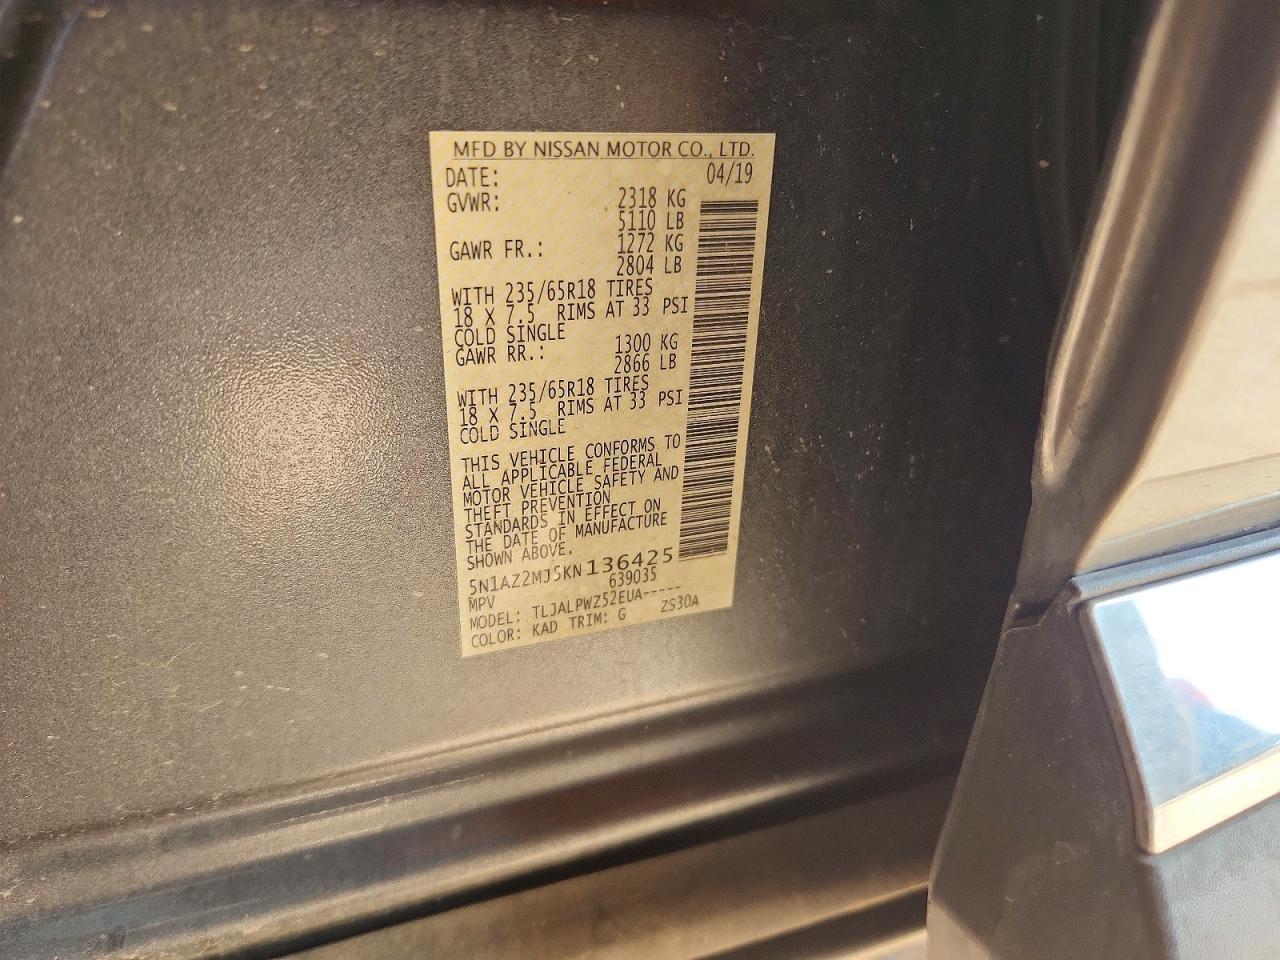 MFD BY NISSAN MOTOR CO., LTD.
DATE: 04/19
GVWR: 2318 KG
5110 LB
GAWR FR.: 1272 KG
2804 LB
WITH 235/65R18 TIRES
18 X 7.5 RIMS AT 33 PSI
COLD SINGLE
GAWR RR.: 1300 KG
2866 LB
WITH 235/65R18 TIRES
18 X 7.5 RIMS AT 33 PSI
COLD SINGLE
THIS VEHICLE CONFORMS TO
ALL APPLICABLE FEDERAL
MOTOR VEHICLE SAFETY AND
THEFT PREVENTION
STANDARDS IN EFFECT ON
THE DATE OF MANUFACTURE
SHOWN ABOVE.
5N1AZ2MJ5KN136425
MPV 639035
MODEL: TLJALPWZ52EUA-----
COLOR: KAD TRIM: G ZS30A